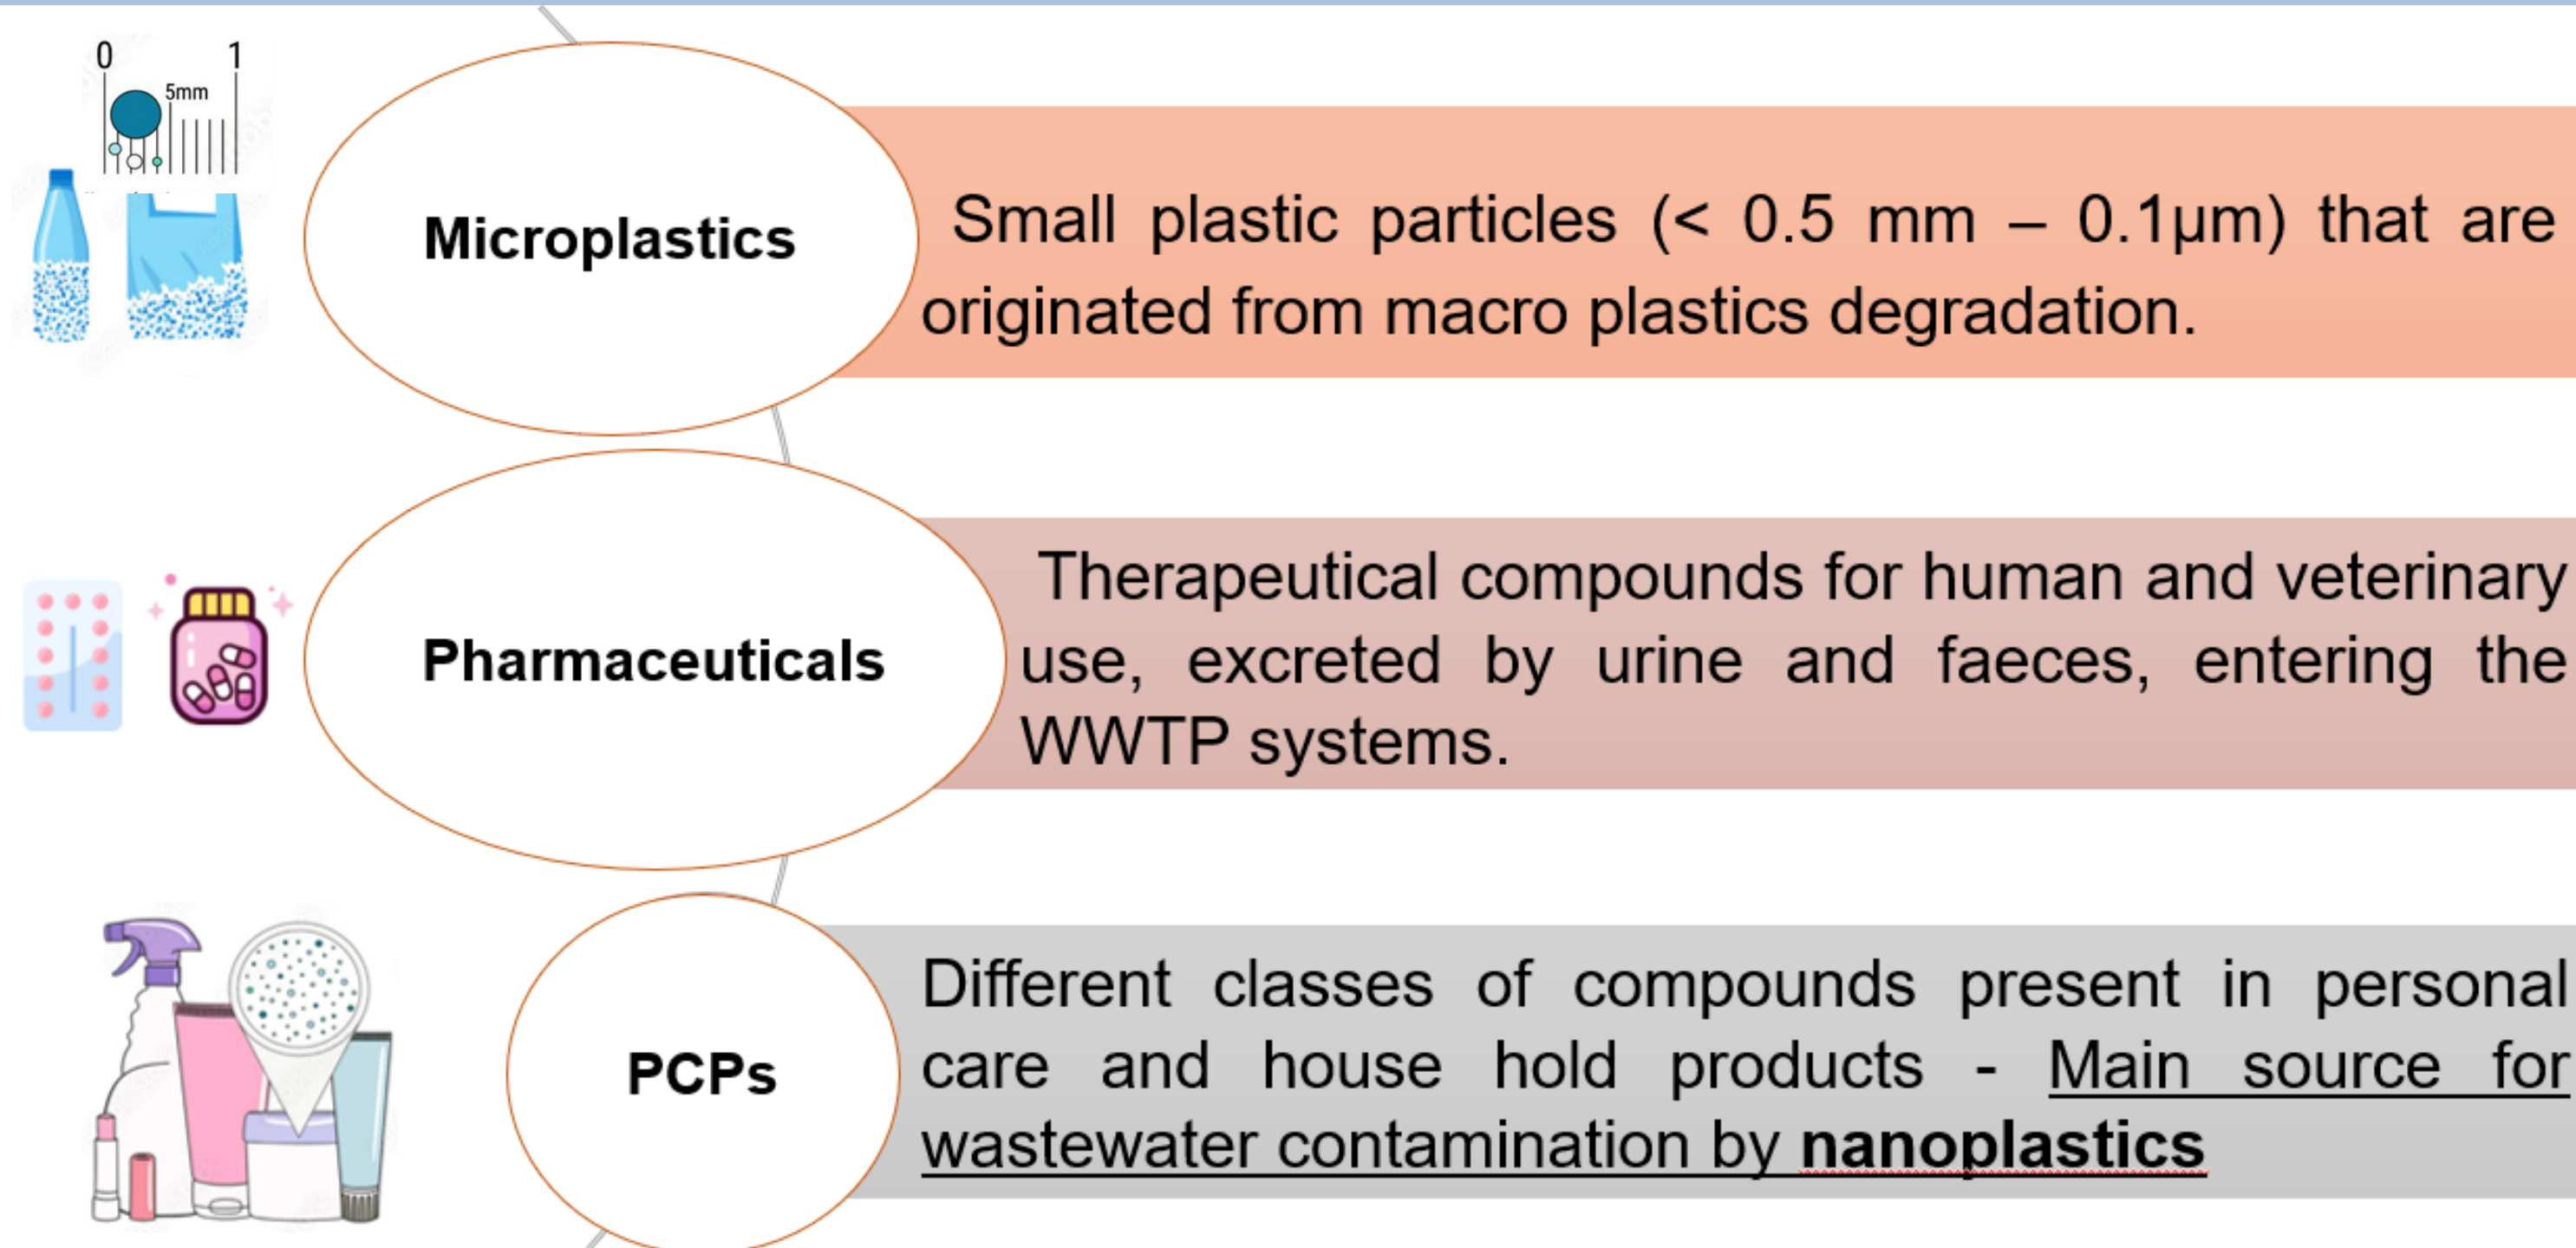 0 1
5mm
Microplastics
Small plastic particles (< 0.5 mm – 0.1µm) that are
originated from macro plastics degradation.
Pharmaceuticals
Therapeutical compounds for human and veterinary
use, excreted by urine and faeces, entering the
WWTP systems.
PCPs
Different classes of compounds present in personal
care and house hold products - Main source for
wastewater contamination by nanoplastics